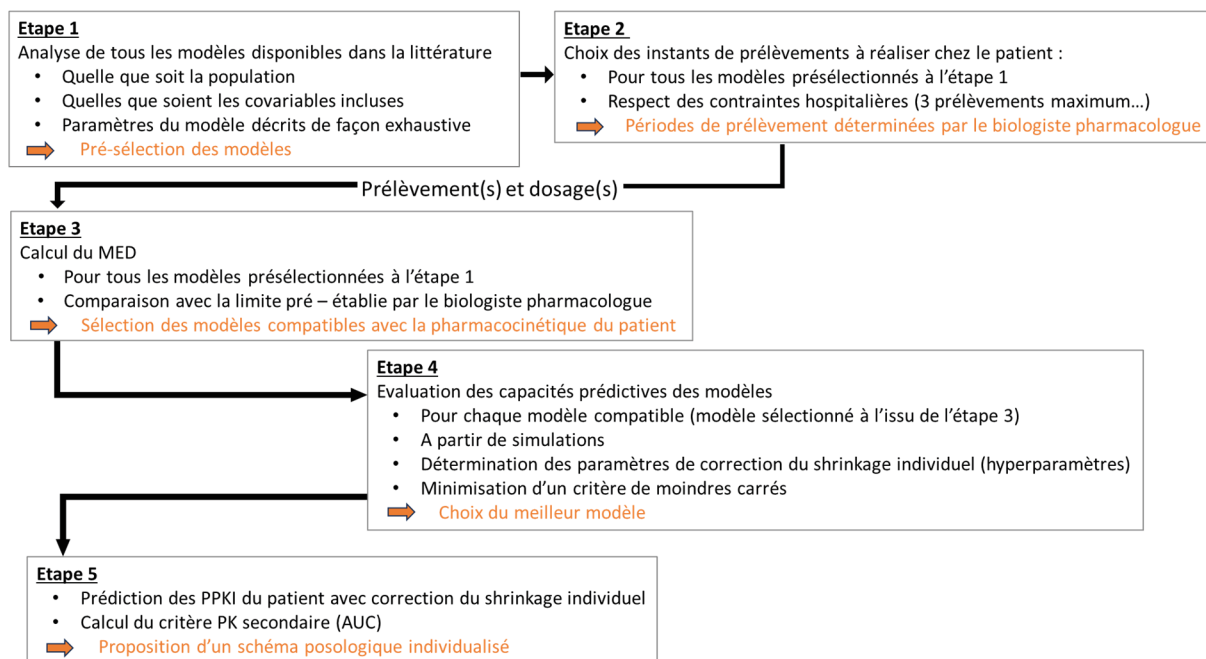 Etape 1
Analyse de tous les modèles disponibles dans la littérature
• Quelle que soit la population
• Quelles que soient les covariables incluses
• Paramètres du modèle décrits de façon exhaustive
Pré-sélection des modèles
Etape 2
Choix des instants de prélèvements à réaliser chez le patient :
• Pour tous les modèles présélectionnés à l'étape 1
• Respect des contraintes hospitalières (3 prélèvements maximum…)
Périodes de prélèvement déterminées par le biologiste pharmacologue
Prélèvement(s) et dosage(s)
Etape 3
Calcul du MED
• Pour tous les modèles présélectionnées à l'étape 1
• Comparaison avec la limite pré – établie par le biologiste pharmacologue
Sélection des modèles compatibles avec la pharmacocinétique du patient
Etape 4
Evaluation des capacités prédictives des modèles
• Pour chaque modèle compatible (modèle sélectionné à l'issu de l'étape 3)
• A partir de simulations
• Détermination des paramètres de correction du shrinkage individuel (hyperparamètres)
• Minimisation d'un critère de moindres carrés
Choix du meilleur modèle
Etape 5
• Prédiction des PPKI du patient avec correction du shrinkage individuel
• Calcul du critère PK secondaire (AUC)
Proposition d'un schéma posologique individualisé